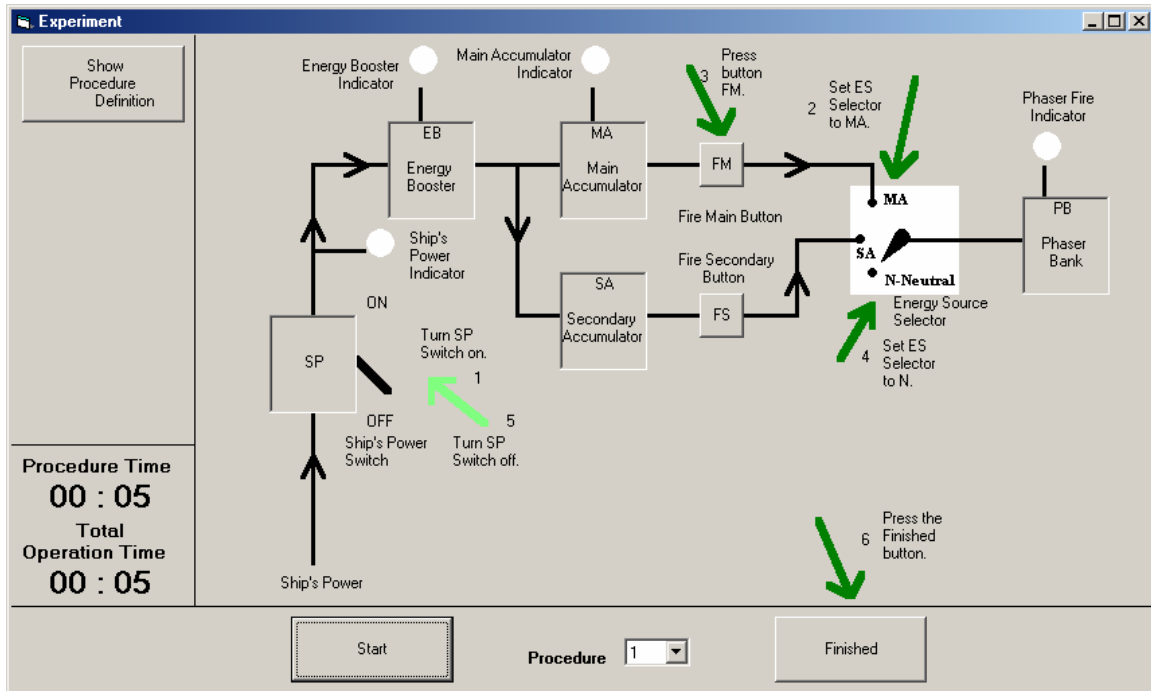 Experiment
Show
Procedure
Definition
Energy Booster
Indicator
Main Accumulator
Indicator
3
Press
button
FM.
2
Set ES
Selector
to MA.
Phaser Fire
Indicator
EB
Energy
Booster
MA
Main
Accumulator
FM
Fire Main Button
MA
SA
N-Neutral
PB
Phaser
Bank
Ship's
Power
Indicator
Fire Secondary
Button
SA
Secondary
Accumulator
FS
Energy Source
Selector
4
Set ES
Selector
to N.
ON
SP
OFF
Ship's Power
Switch
Turn SP
Switch on.
1
5
Turn SP
Switch off.
Procedure Time
00 : 05
Total
Operation Time
00 : 05
Ship's Power
6
Press the
Finished
button.
Start
Procedure
1
Finished